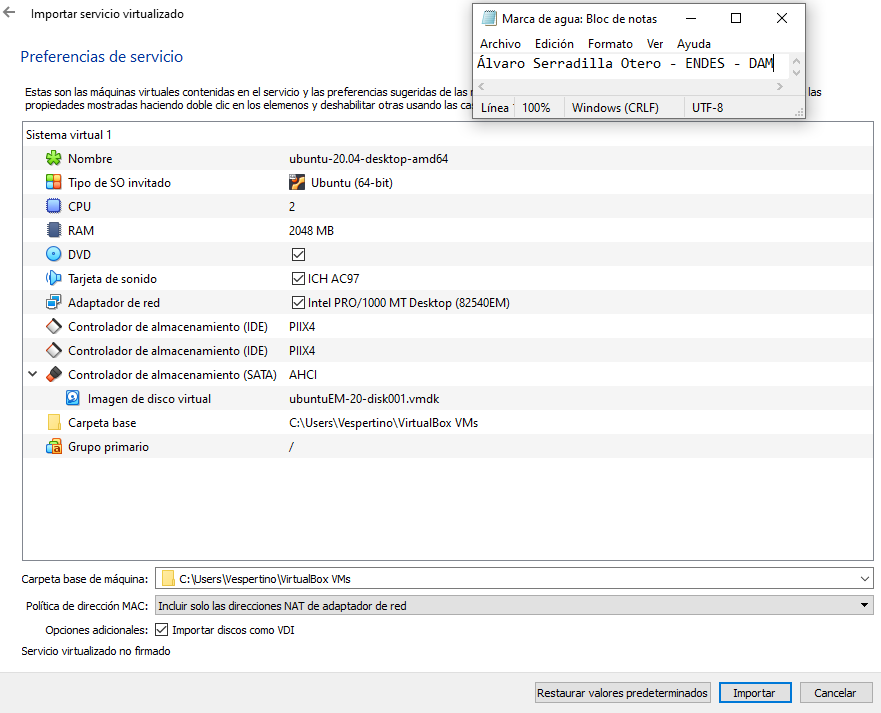 Importar servicio virtualizado
Marca de agua: Bloc de notas
Archivo Edición Formato Ver Ayuda
Álvaro Serradilla Otero - ENDES - DAM
Línea 100% Windows (CRLF) UTF-8
Preferencias de servicio
Estas son las máquinas virtuales contenidas en el servicio y las preferencias sugeridas de las las
propiedades mostradas haciendo doble clic en los elemenos y deshabilitar otras usando las
Sistema virtual 1
Nombre ubuntu-20.04-desktop-amd64
Tipo de SO invitado Ubuntu (64-bit)
CPU 2
RAM 2048 MB
DVD
Tarjeta de sonido ICH AC97
Adaptador de red Intel PRO/1000 MT Desktop (82540EM)
Controlador de almacenamiento (IDE) PIIX4
Controlador de almacenamiento (IDE) PIIX4
Controlador de almacenamiento (SATA) AHCI
Imagen de disco virtual ubuntuEM-20-disk001.vmdk
Carpeta base C:\Users\Vespertino\VirtualBox VMs
Grupo primario /
Carpeta base de máquina: C:\Users\Vespertino\VirtualBox VMs
Política de dirección MAC: Incluir solo las direcciones NAT de adaptador de red
Opciones adicionales: Importar discos como VDI
Servicio virtualizado no firmado
Restaurar valores predeterminados Importar Cancelar